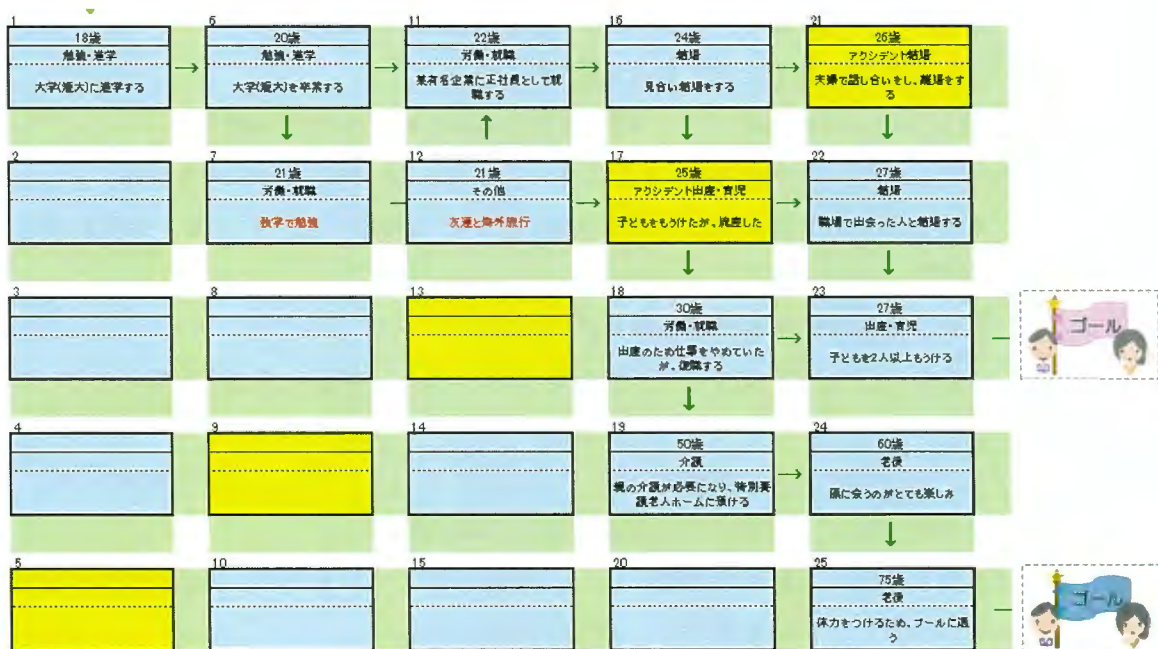 1
18歳
勉強・進学
大学(短大)に進学する
6
20歳
勉強・進学
大学(短大)を卒業する
11
22歳
労働・就職
某有名企業に正社員として就
職する
16
24歳
結婚
見合い結婚をする
21
26歳
アクシデント結婚
夫婦で話し合いをし、離婚をす
る
2
7
21歳
労働・就職
独学で勉強
12
21歳
その他
友達と海外旅行
17
25歳
アクシデント出産・育児
子どもをもうけたが、流産した
22
27歳
結婚
職場で出会った人と結婚する
3
8
13
18
30歳
労働・就職
出産のため仕事をやめていた
が、復職する
23
27歳
出産・育児
子どもを2人以上もうける
ゴール
4
9
14
19
50歳
介護
親の介護が必要になり、特別養
護老人ホームに預ける
24
60歳
老後
孫に会うのがとても楽しみ
5
10
15
20
25
75歳
老後
体力をつけるため、プールに通
う
ゴール